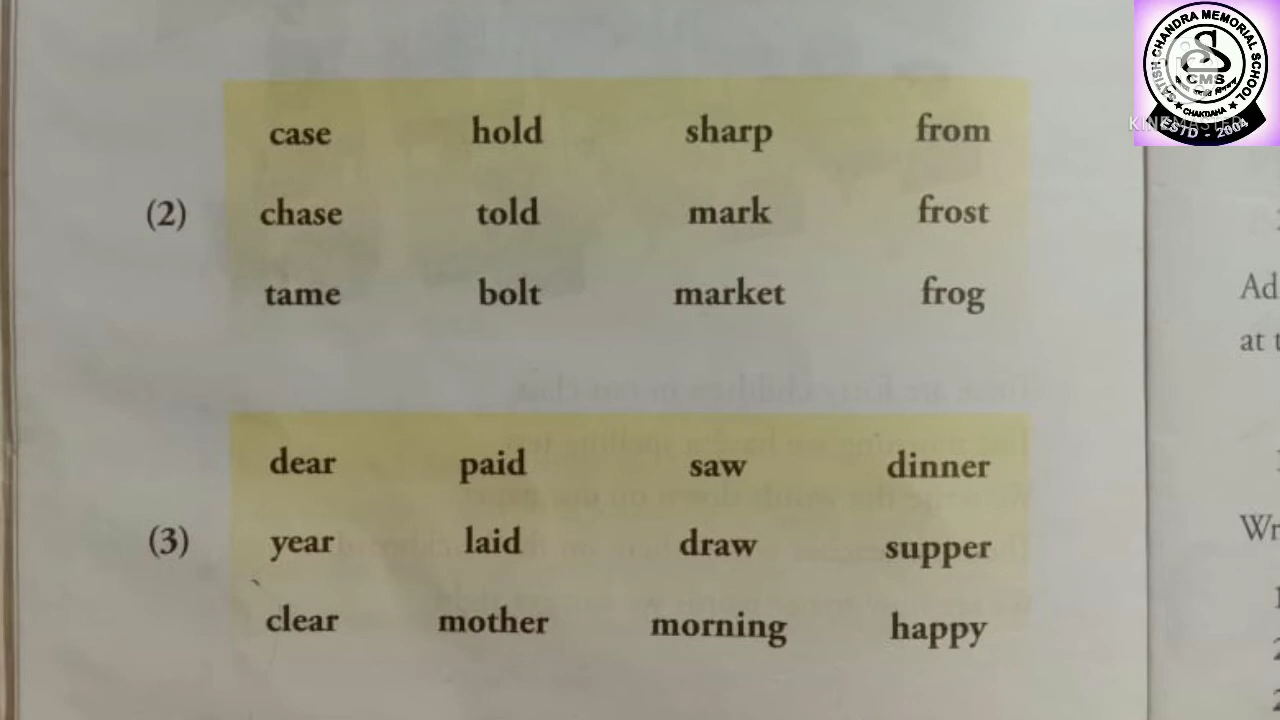 SATISH CHANDRA MEMORIAL SCHOOL
S
CMS
CHAKDAHA
ESTD - 2004
KINEMASTER
case hold sharp from
(2) chase told mark frost
tame bolt market frog
dear paid saw dinner
(3) year laid draw supper
clear mother morning happy
Ad
at t
Wr